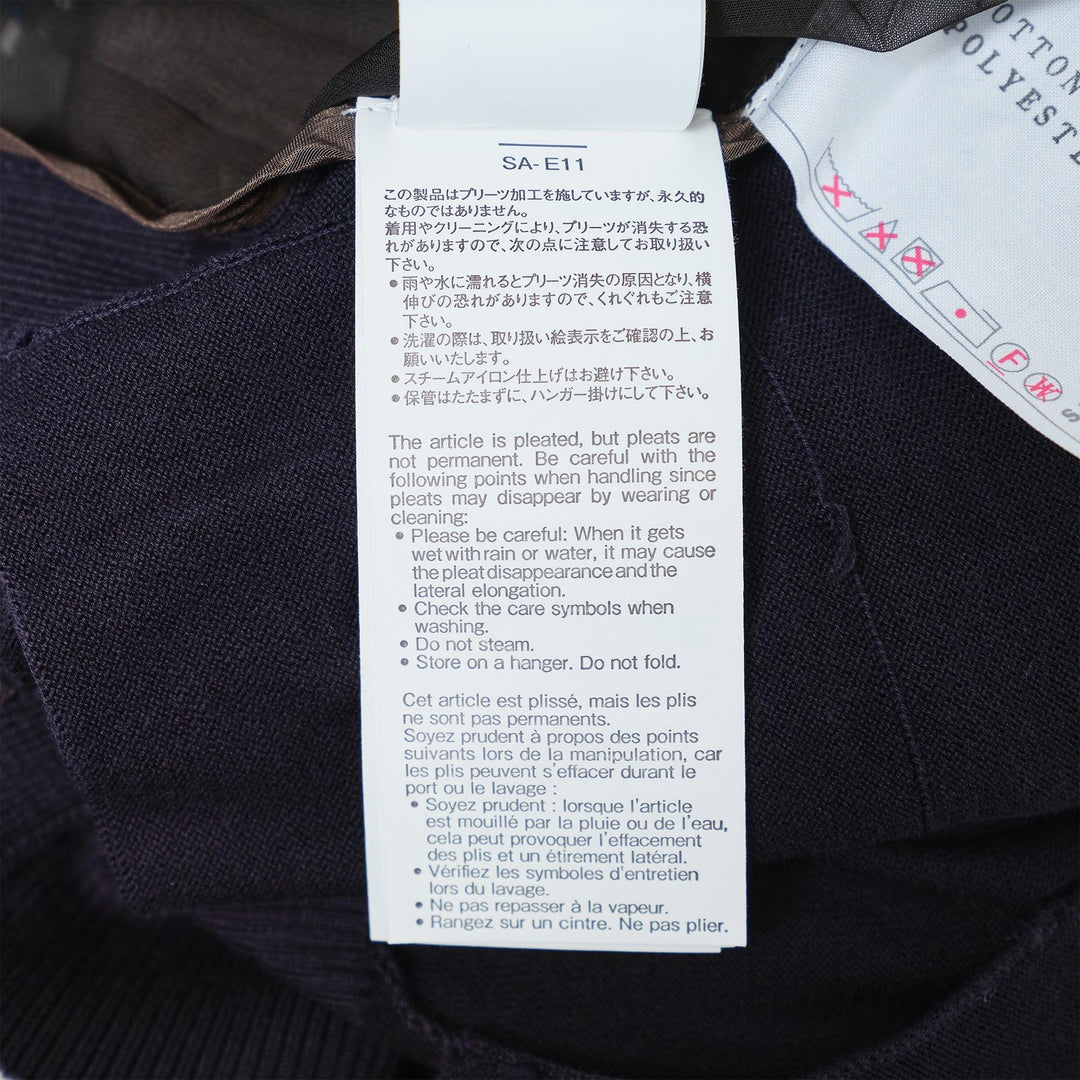 SA-E11
この製品はプリーツ加工を施していますが、永久的
なものではありません。
着用やクリーニングにより、プリーツが消失する恐
れがありますので、次の点に注意してお取り扱い
下さい。
● 雨や水に濡れるとプリーツ消失の原因となり、横
伸びの恐れがありますので、くれぐれもご注意
下さい。
● 洗濯の際は、取り扱い絵表示をご確認の上、お
願いいたします。
● スチームアイロン仕上げはお避け下さい。
● 保管はたたまずに、ハンガー掛けにして下さい。
The article is pleated, but pleats are
not permanent. Be careful with the
following points when handling since
pleats may disappear by wearing or
cleaning:
● Please be careful: When it gets
wet with rain or water, it may cause
the pleat disappearance and the
lateral elongation.
● Check the care symbols when
washing.
● Do not steam.
● Store on a hanger. Do not fold.
Cet article est plissé, mais les plis
ne sont pas permanents.
Soyez prudent à propos des points
suivants lors de la manipulation, car
les plis peuvent s'effacer durant le
port ou le lavage :
● Soyez prudent : lorsque l'article
est mouillé par la pluie ou de l'eau,
cela peut provoquer l'effacement
des plis et un étirement latéral.
● Vérifiez les symboles d'entretien
lors du lavage.
● Ne pas repasser à la vapeur.
● Rangez sur un cintre. Ne pas plier.
OTTON
POLYEST
F
W
S